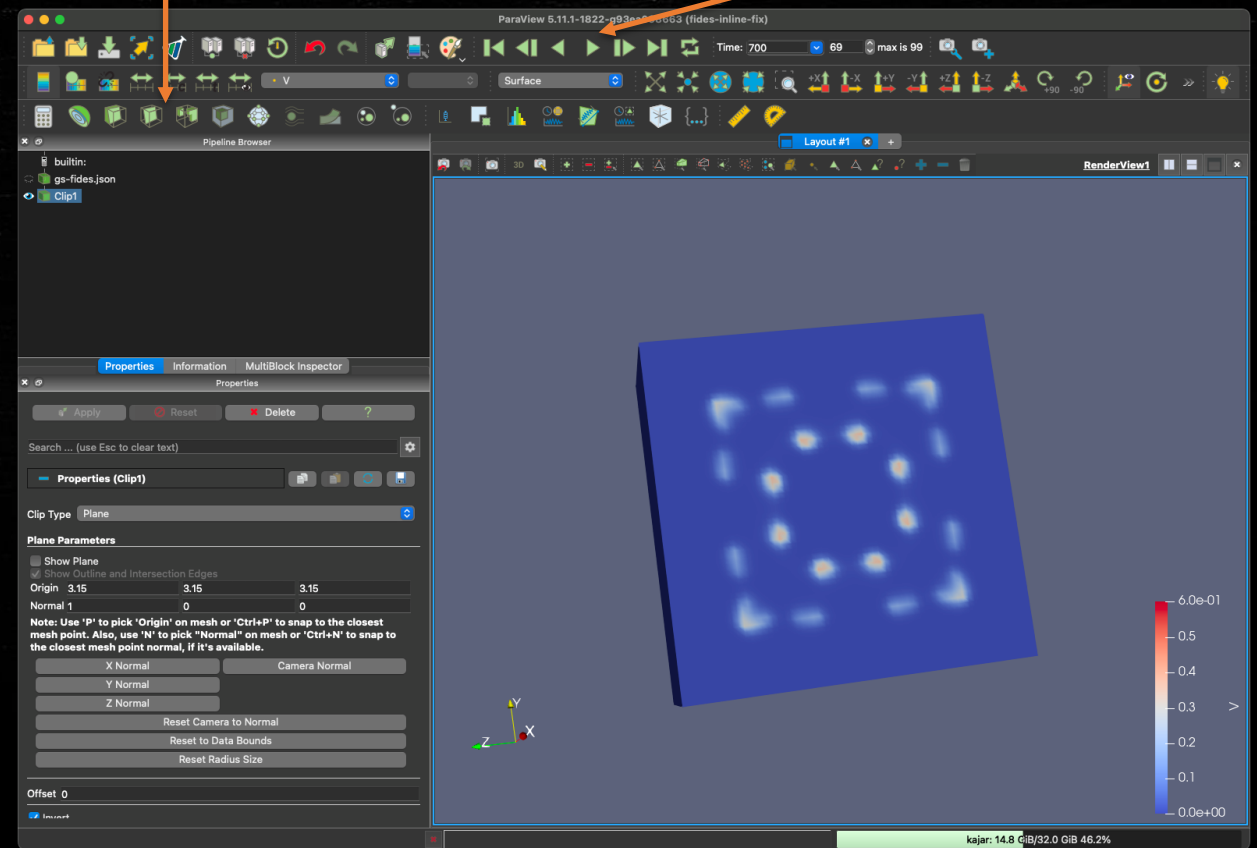 ParaView 5.11.1-1822-g93ea 663 (fides-inline-fix)
Time: 700 69 max is 99
V Surface +X -X +Y -Y +Z -Z +90 -90
Pipeline Browser
Layout #1 +
builtin:
gs-fides.json
Clip1
3D
RenderView1
Properties Information MultiBlock Inspector
Properties
Apply Reset Delete ?
Search ... (use Esc to clear text)
Properties (Clip1)
Clip Type Plane
Plane Parameters
Show Plane
Show Outline and Intersection Edges
Origin 3.15 3.15 3.15
Normal 1 0 0
Note: Use 'P' to pick 'Origin' on mesh or 'Ctrl+P' to snap to the closest
mesh point. Also, use 'N' to pick "Normal" on mesh or 'Ctrl+N' to snap to
the closest mesh point normal, if it's available.
X Normal Camera Normal
Y Normal
Z Normal
Reset Camera to Normal
Reset to Data Bounds
Reset Radius Size
Offset 0
Invert
Y
Z X
6.0e-01
0.5
0.4
0.3
V
0.2
0.1
0.0e+00
kajar: 14.8 GiB/32.0 GiB 46.2%